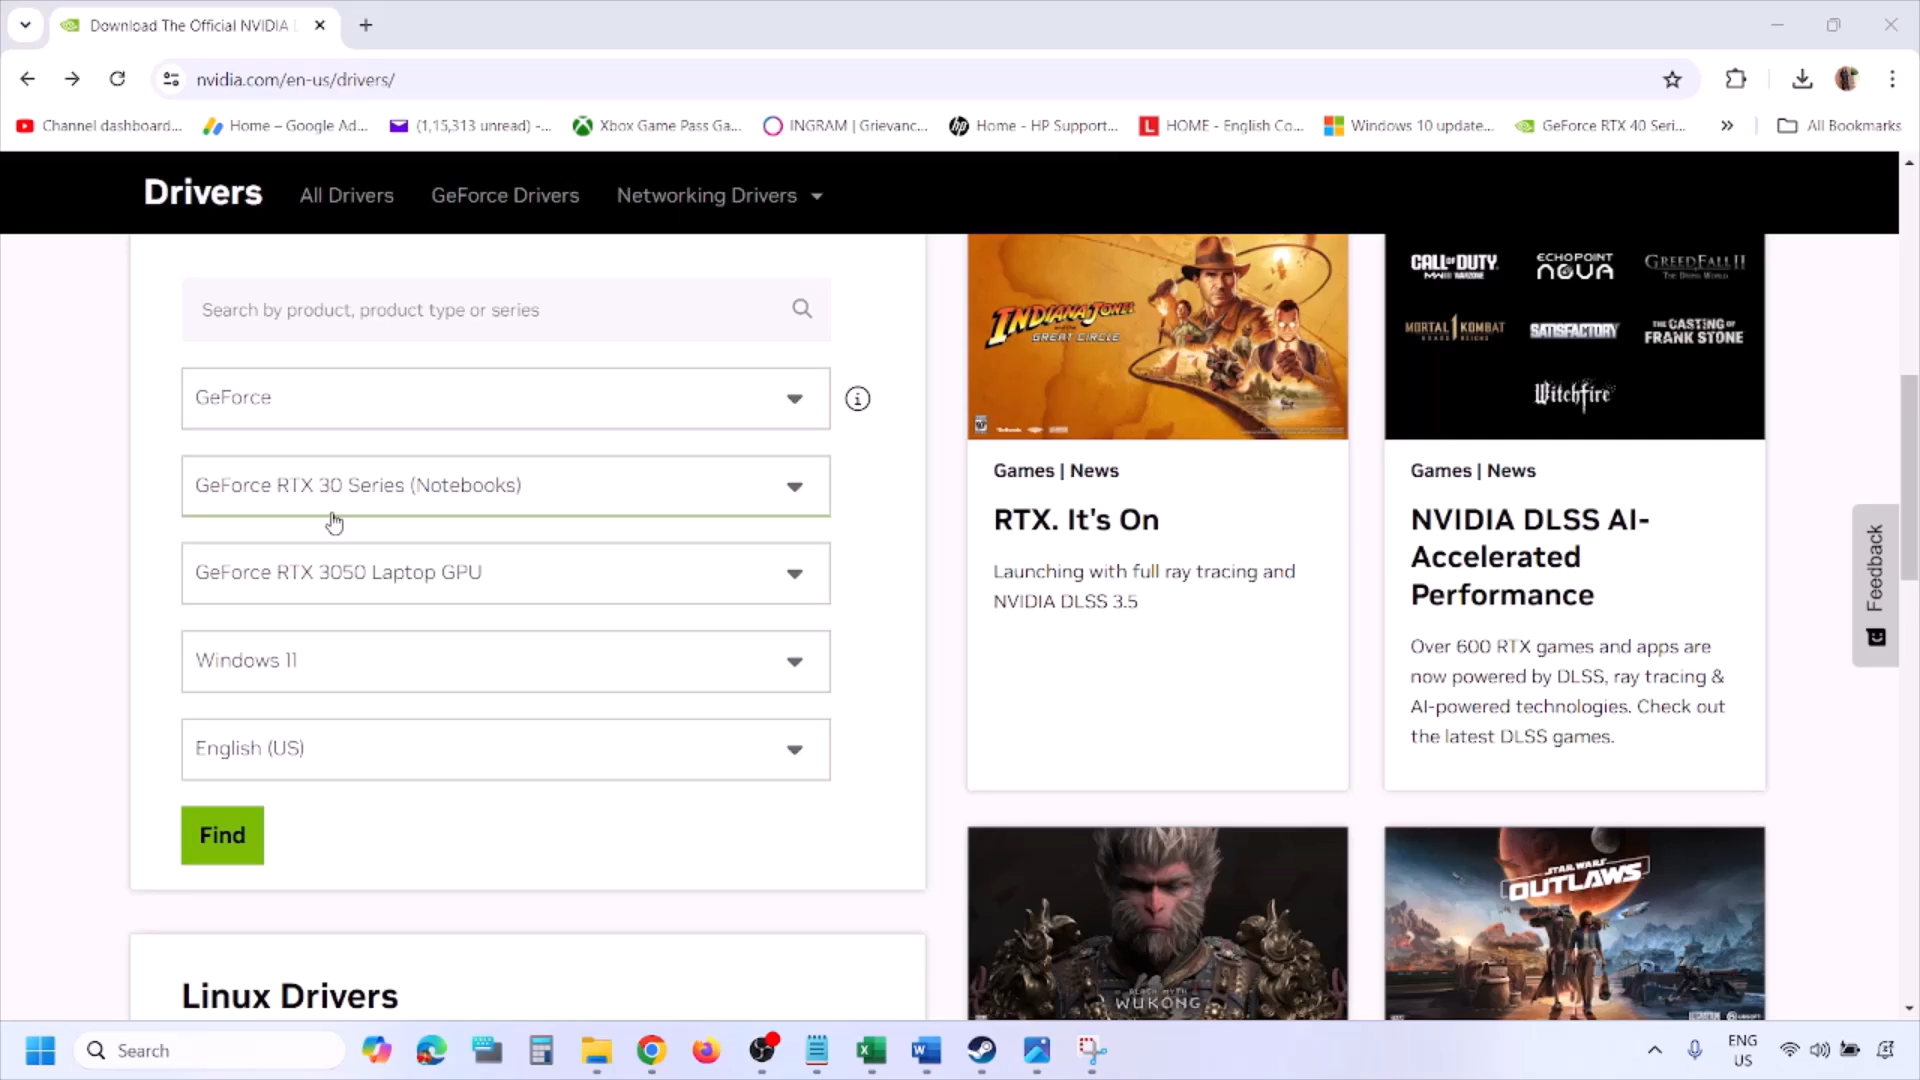 Download The Official NVIDIA
nvidia.com/en-us/drivers/
Channel dashboard...
Home – Google Ad...
(1,15,313 unread) -...
Xbox Game Pass Ga...
INGRAM | Grievanc...
Home - HP Support...
HOME - English Co...
Windows 10 update...
GeForce RTX 40 Seri...
All Bookmarks
Drivers
All Drivers
GeForce Drivers
Networking Drivers
Search by product, product type or series
GeForce
GeForce RTX 30 Series (Notebooks)
GeForce RTX 3050 Laptop GPU
Windows 11
English (US)
Find
Linux Drivers
INDIANA JONES
GREAT CIRCLE
Games | News
RTX. It's On
Launching with full ray tracing and
NVIDIA DLSS 3.5
CALL OF DUTY
ECHOPOINT
NOVA
GREEDFALL II
MORTAL KOMBAT 1
SATISFACTORY
THE CASTING OF
FRANK STONE
Witchfire
Games | News
NVIDIA DLSS AI-
Accelerated
Performance
Over 600 RTX games and apps are
now powered by DLSS, ray tracing &
AI-powered technologies. Check out
the latest DLSS games.
BLACK MYTH
WUKONG
STAR WARS
OUTLAWS
Feedback
Search
ENG
US